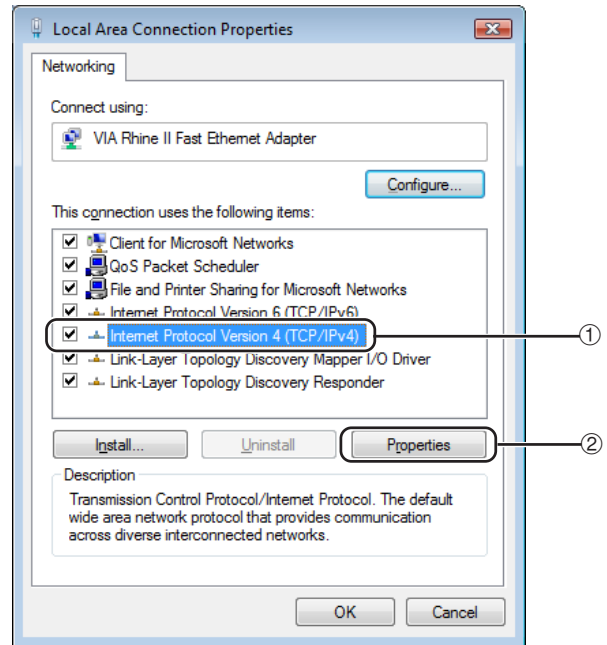 Local Area Connection Properties
Networking
Connect using:
VIA Rhine II Fast Ethernet Adapter
Configure...
This connection uses the following items:
Client for Microsoft Networks
QoS Packet Scheduler
File and Printer Sharing for Microsoft Networks
Internet Protocol Version 6 (TCP/IPv6)
Internet Protocol Version 4 (TCP/IPv4)
①
Link-Layer Topology Discovery Mapper I/O Driver
Link-Layer Topology Discovery Responder
Install...
Uninstall
Properties
②
Description
Transmission Control Protocol/Internet Protocol. The default
wide area network protocol that provides communication
across diverse interconnected networks.
OK
Cancel